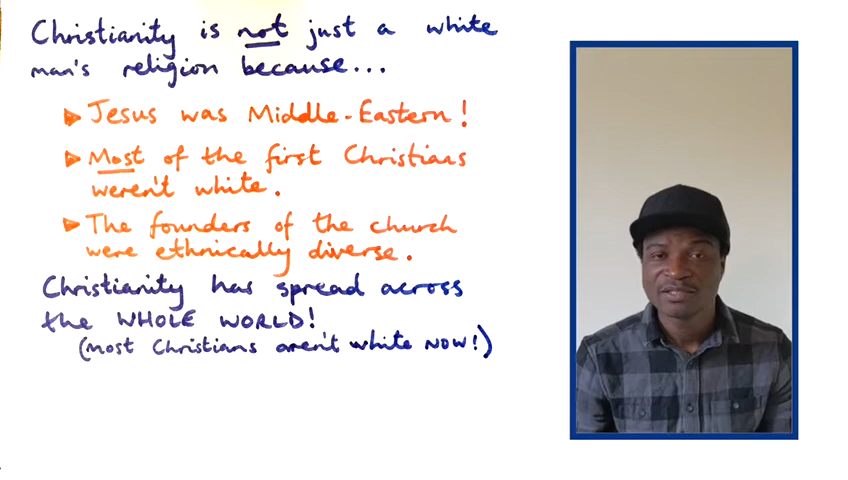 Christianity is not just a white
man's religion because...
Jesus was Middle-Eastern!
Most of the first Christians
weren't white.
The founders of the church
were ethnically diverse.
Christianity has spread across
the WHOLE WORLD!
(most Christians aren't white NOW!)